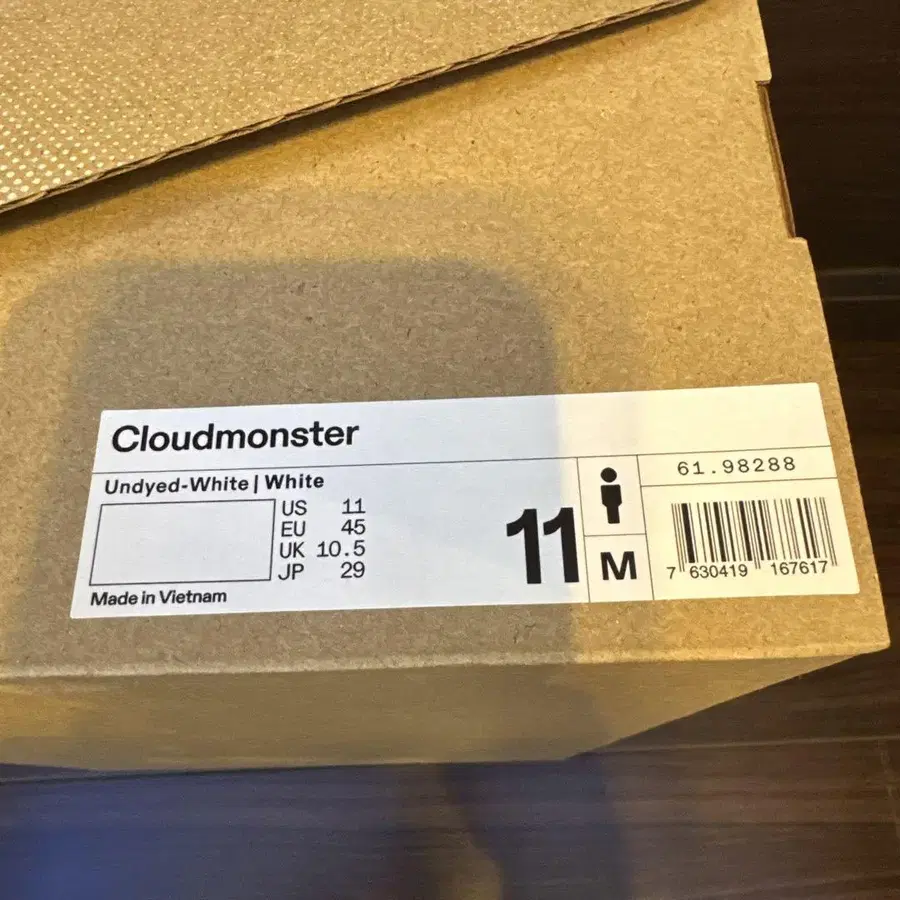 Cloudmonster
Undyed-White | White
US 11
EU 45
UK 10.5
JP 29
Made in Vietnam
11
M
61.98288
7 630419 167617